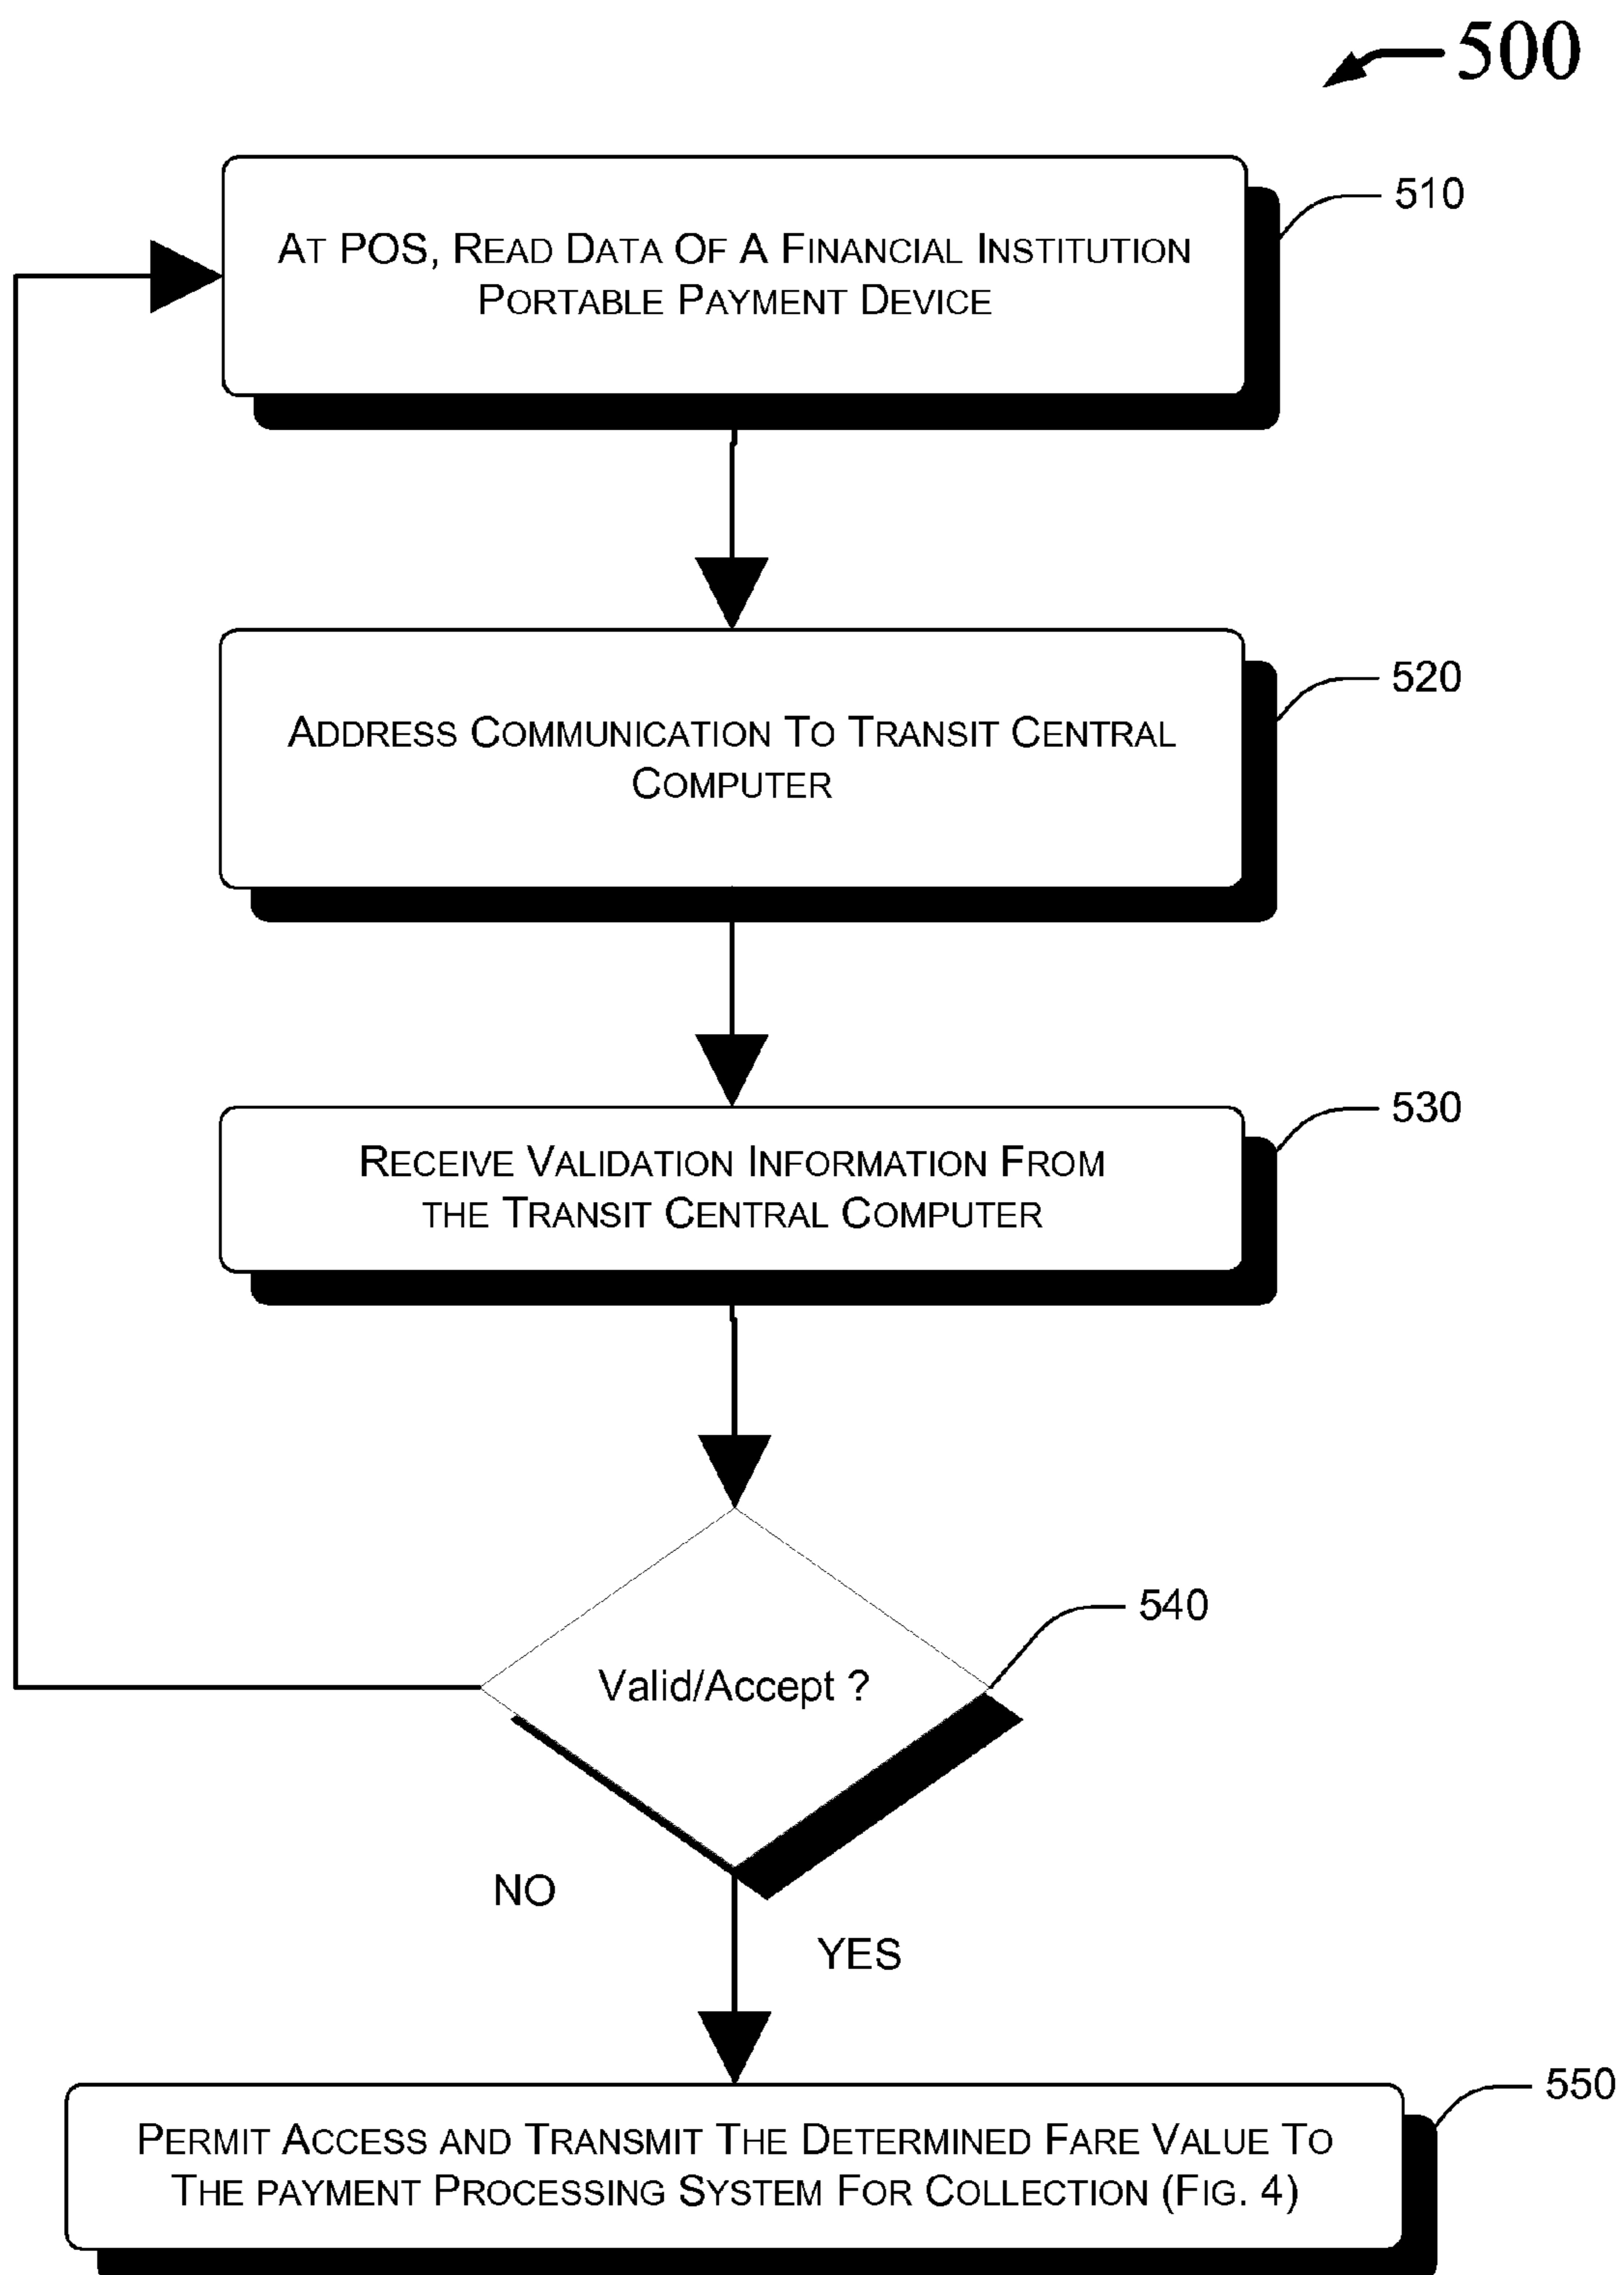 500
510
AT POS, READ DATA OF A FINANCIAL INSTITUTION
PORTABLE PAYMENT DEVICE
520
ADDRESS COMMUNICATION TO TRANSIT CENTRAL
COMPUTER
530
RECEIVE VALIDATION INFORMATION FROM
THE TRANSIT CENTRAL COMPUTER
540
Valid/Accept ?
NO
YES
550
PERMIT ACCESS AND TRANSMIT THE DETERMINED FARE VALUE TO
THE PAYMENT PROCESSING SYSTEM FOR COLLECTION (FIG. 4)